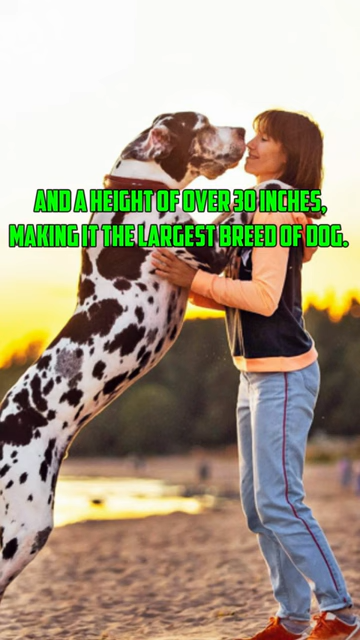 AND A HEIGHT OF OVER 30 INCHES,
MAKING IT THE LARGEST BREED OF DOG.